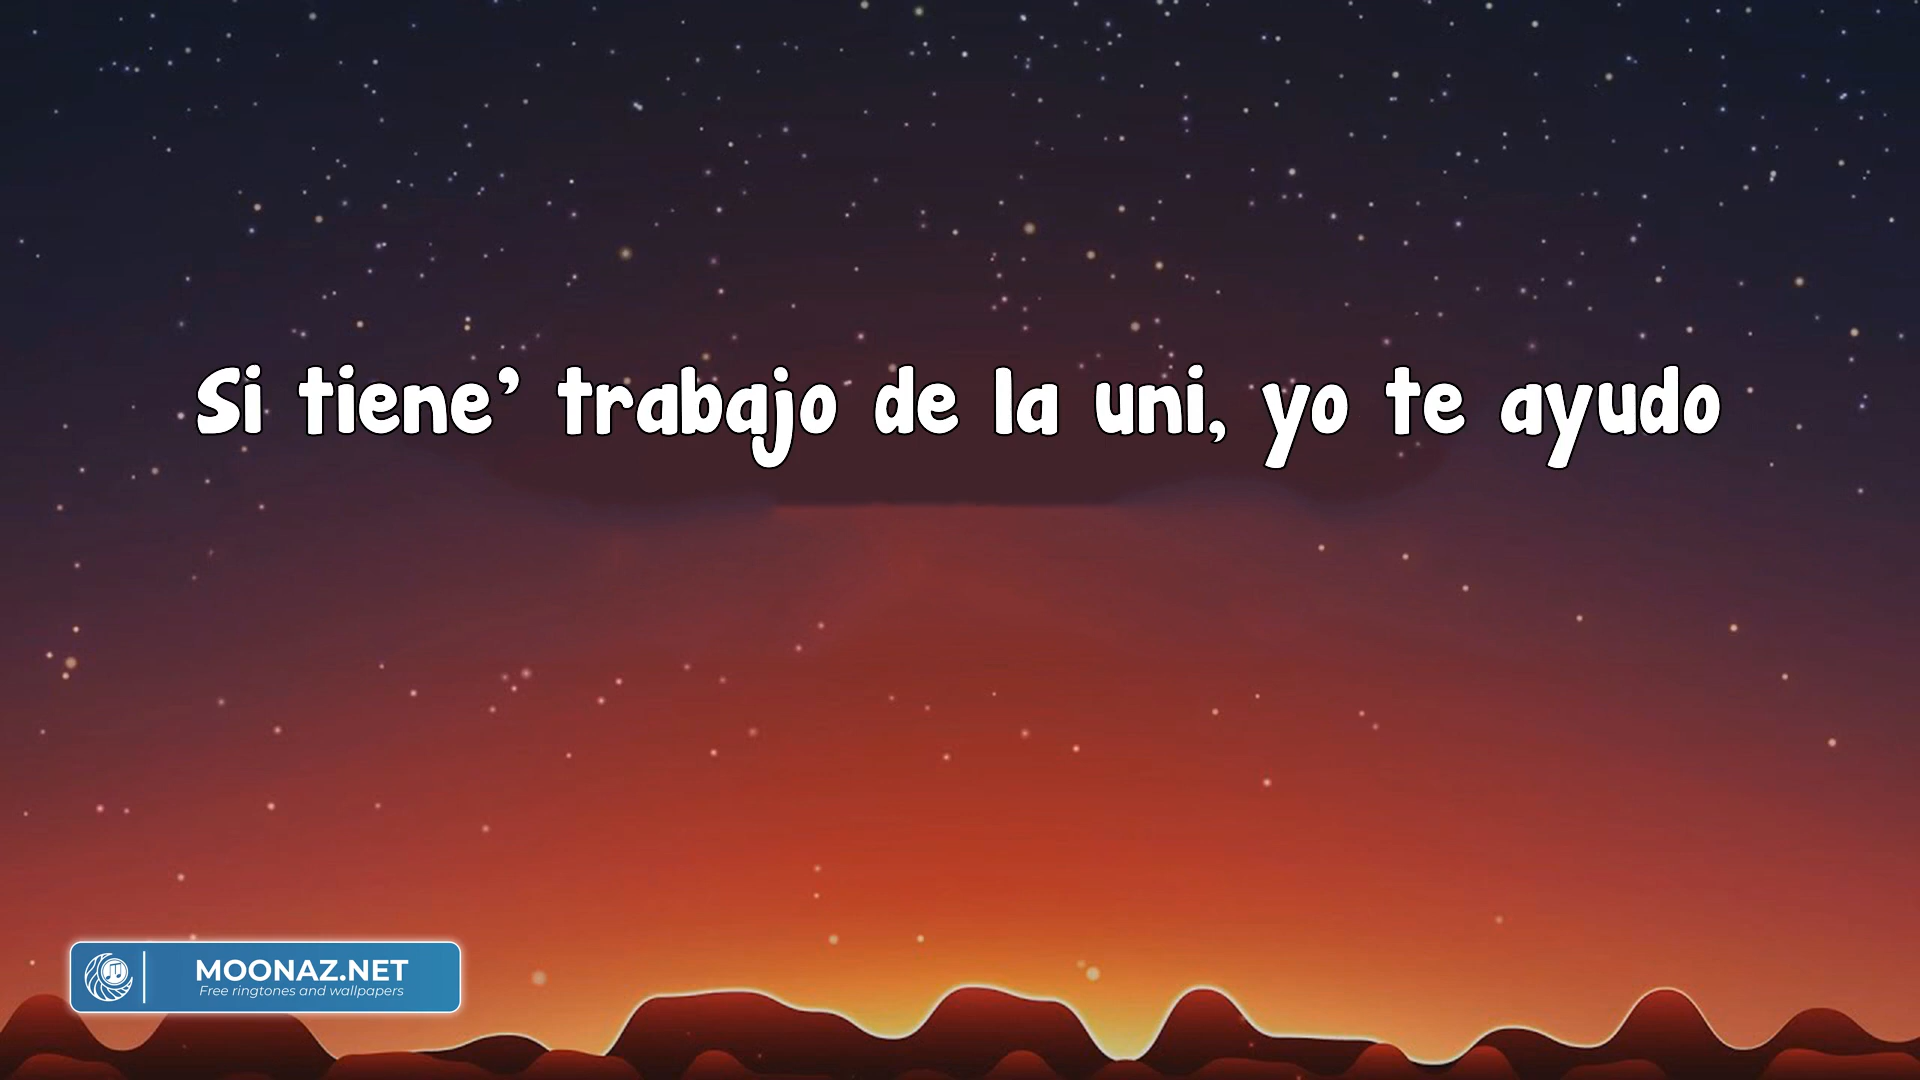 Si tiene’ trabajo de la uni, yo te ayudo
MOONAZ.NET
Free ringtones and wallpapers